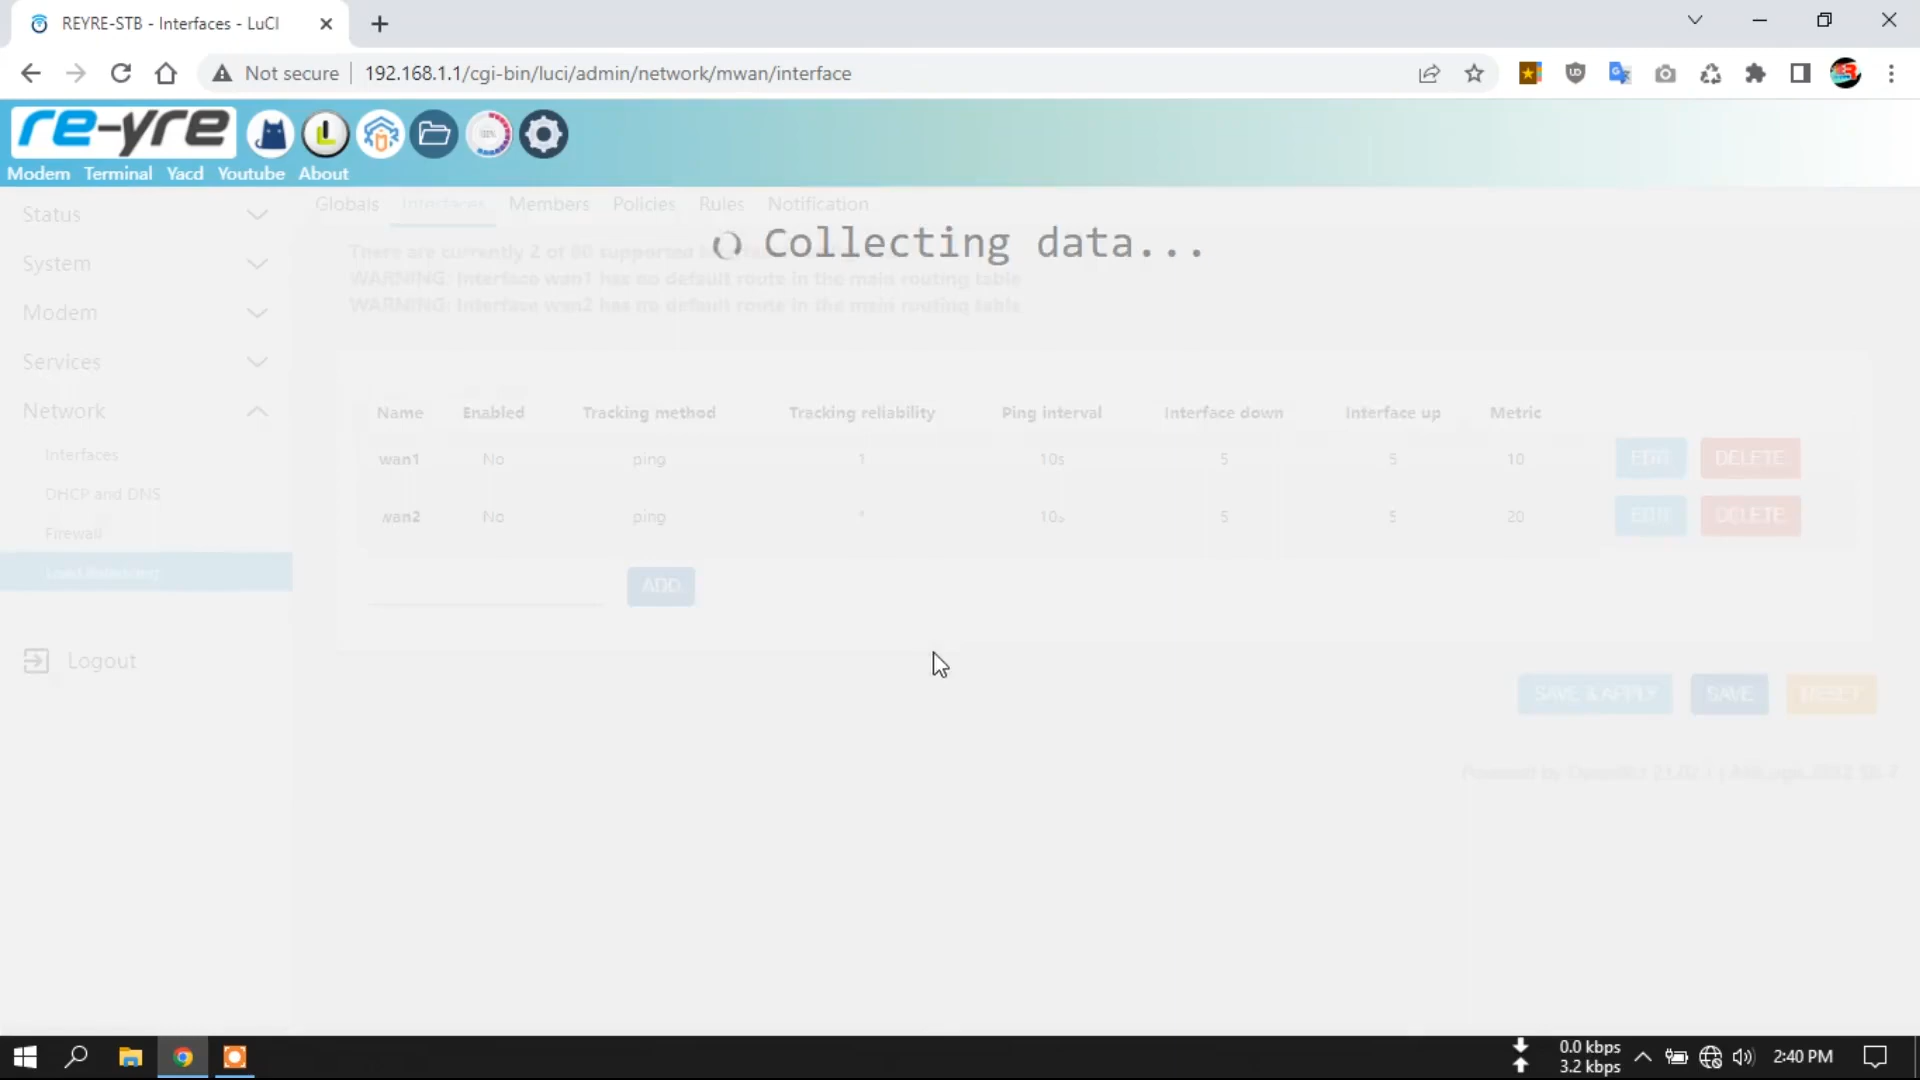 REYRE-STB - Interfaces - LuCI
Not secure
192.168.1.1/cgi-bin/luci/admin/network/mwan/interface
re-yre
Modem Terminal Yacd Youtube About
Status
System
Modem
Services
Network
Interfaces
DHCP and DNS
Firewall
Load Balancing
Logout
Globals Interfaces Members Policies Rules Notification
Collecting data...
There are currently 2 of 60 supported
WARNING: Interface wan1 has no default route in the main routing table
WARNING: Interface wan2 has no default route in the main routing table
Name Enabled Tracking method Tracking reliability Ping interval Interface down Interface up Metric
wan1 No ping 1 10s 5 5 10 EDIT DELETE
wan2 No ping 10s 5 5 20 EDIT DELETE
ADD
SAVE & APPLY SAVE RESET
Powered by
0.0 kbps
3.2 kbps
2:40 PM